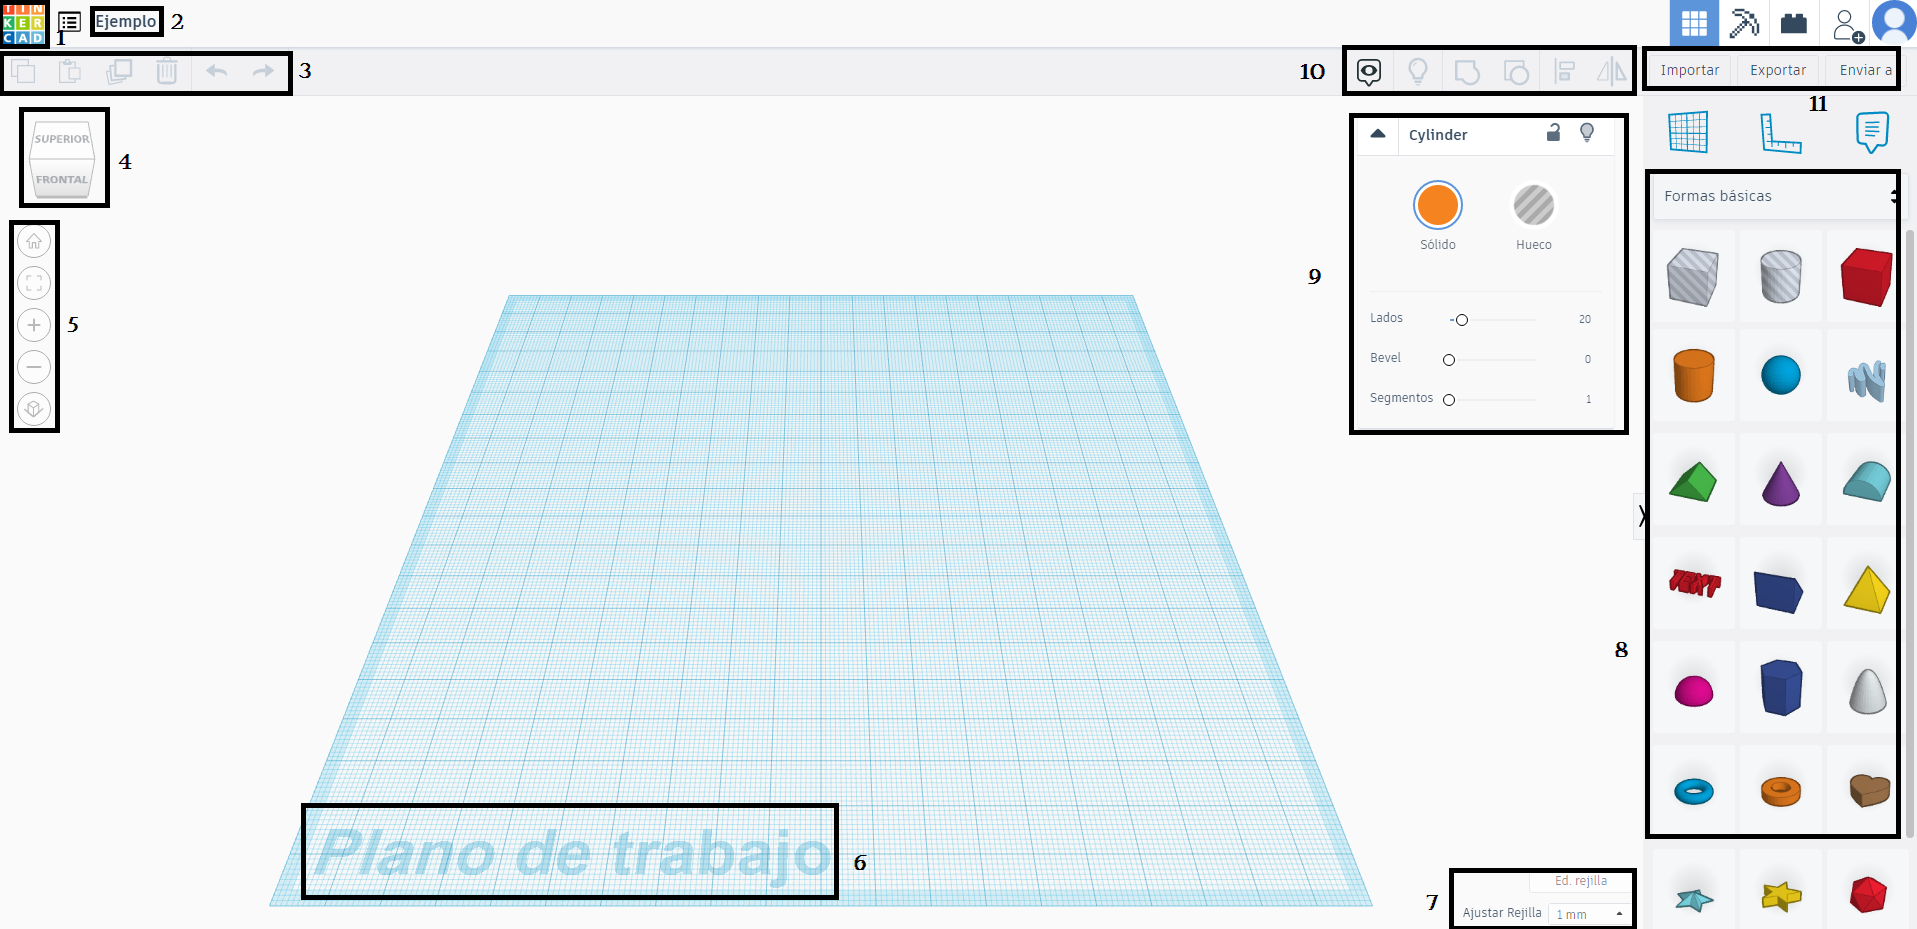 TIN
KER
CAD
1
Ejemplo
2
3
10
Importar
Exportar
Enviar a
11
SUPERIOR
FRONTAL
4
5
Cylinder
Sólido
Hueco
Lados
20
Bevel
0
Segmentos
1
9
Formas básicas
TEXT
8
Plano de trabajo
6
7
Ed. rejilla
Ajustar Rejilla
1 mm